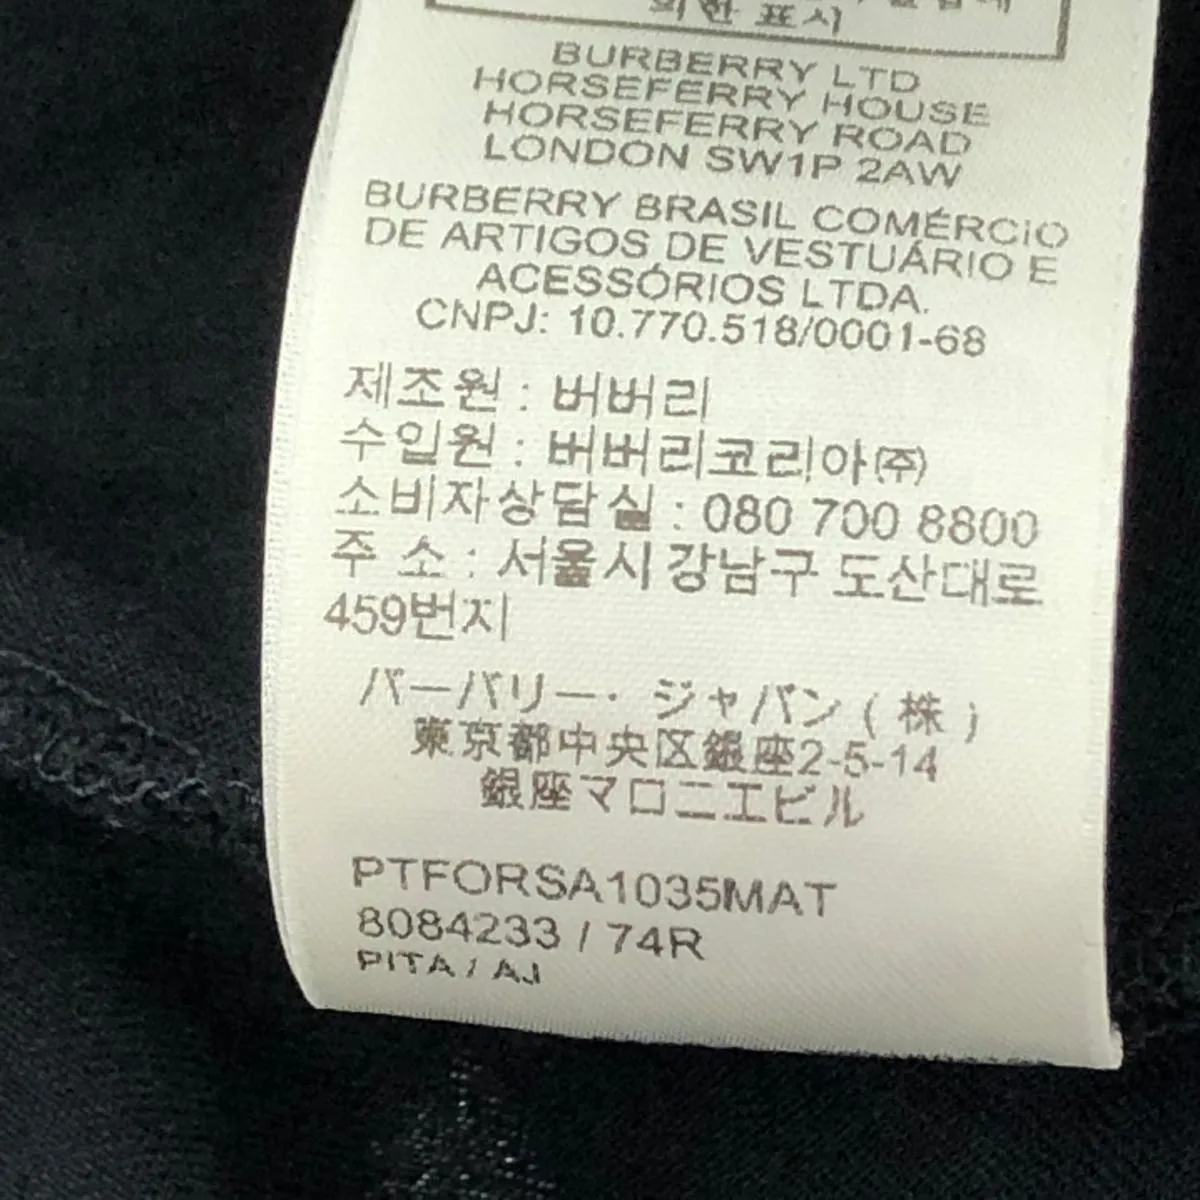 의한 표시
BURBERRY LTD
HORSEFERRY HOUSE
HORSEFERRY ROAD
LONDON SW1P 2AW
BURBERRY BRASIL COMÉRCIO
DE ARTIGOS DE VESTUÁRIO E
ACESSÓRIOS LTDA.
CNPJ: 10.770.518/0001-68
제조원 : 버버리
수입원 : 버버리코리아㈜
소비자상담실 : 080 700 8800
주 소 : 서울시 강남구 도산대로
459번지
バーバリー・ジャパン(株)
東京都中央区銀座2-5-14
銀座マロニエビル
PTFORSA1035MAT
8084233 / 74R
PITA / AJ